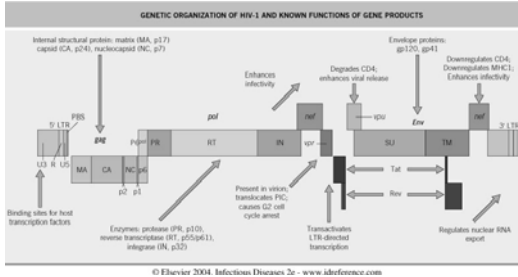 GENETIC ORGANIZATION OF HIV-1 AND KNOWN FUNCTIONS OF GENE PRODUCTS
Internal structural protein: matrix (MA, p17)
capsid (CA, p24), nucleocapsid (NC, p7)
Envelope proteins:
gp120, gp41
Degrades CD4;
enhances viral release
Downregulates CD4;
Downregulates MHC1;
Enhances infectivity
Enhances
infectivity
5' LTR
PBS
gag
pol
nef
vpu
Env
nef
3' LTR
U3 R U5
MA CA NC p6
p2 p1
PR RT IN
vpr
SU TM
Tat
Rev
Binding sites for host
transcription factors
Enzymes: protease (PR, p10),
reverse transcriptase (RT, p55/p61),
integrase (IN, p32)
Present in virion;
translocates PIC;
causes G2 cell
cycle arrest
Transactivates
LTR-directed
transcription
Regulates nuclear RNA
export
© Elsevier 2004. Infectious Diseases 2e - www.idreference.com